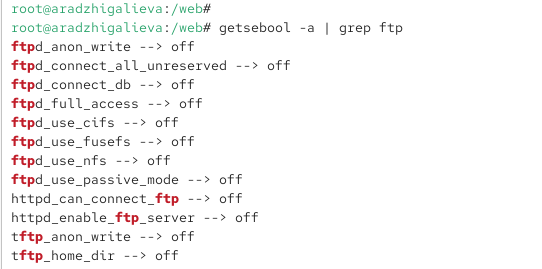 root@aradzhigalieva:/web#
root@aradzhigalieva:/web# getsebool -a | grep ftp
ftpd_anon_write --> off
ftpd_connect_all_unreserved --> off
ftpd_connect_db --> off
ftpd_full_access --> off
ftpd_use_cifs --> off
ftpd_use_fusefs --> off
ftpd_use_nfs --> off
ftpd_use_passive_mode --> off
httpd_can_connect_ftp --> off
httpd_enable_ftp_server --> off
tftp_anon_write --> off
tftp_home_dir --> off